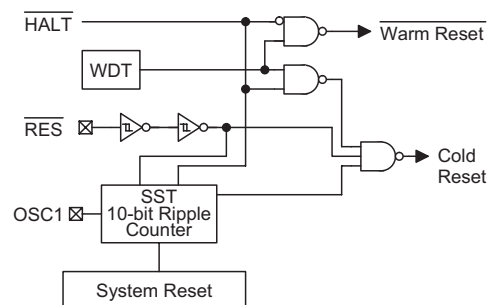 HALT
Warm Reset
WDT
RES
Cold
Reset
SST
10-bit Ripple
Counter
OSC1
System Reset